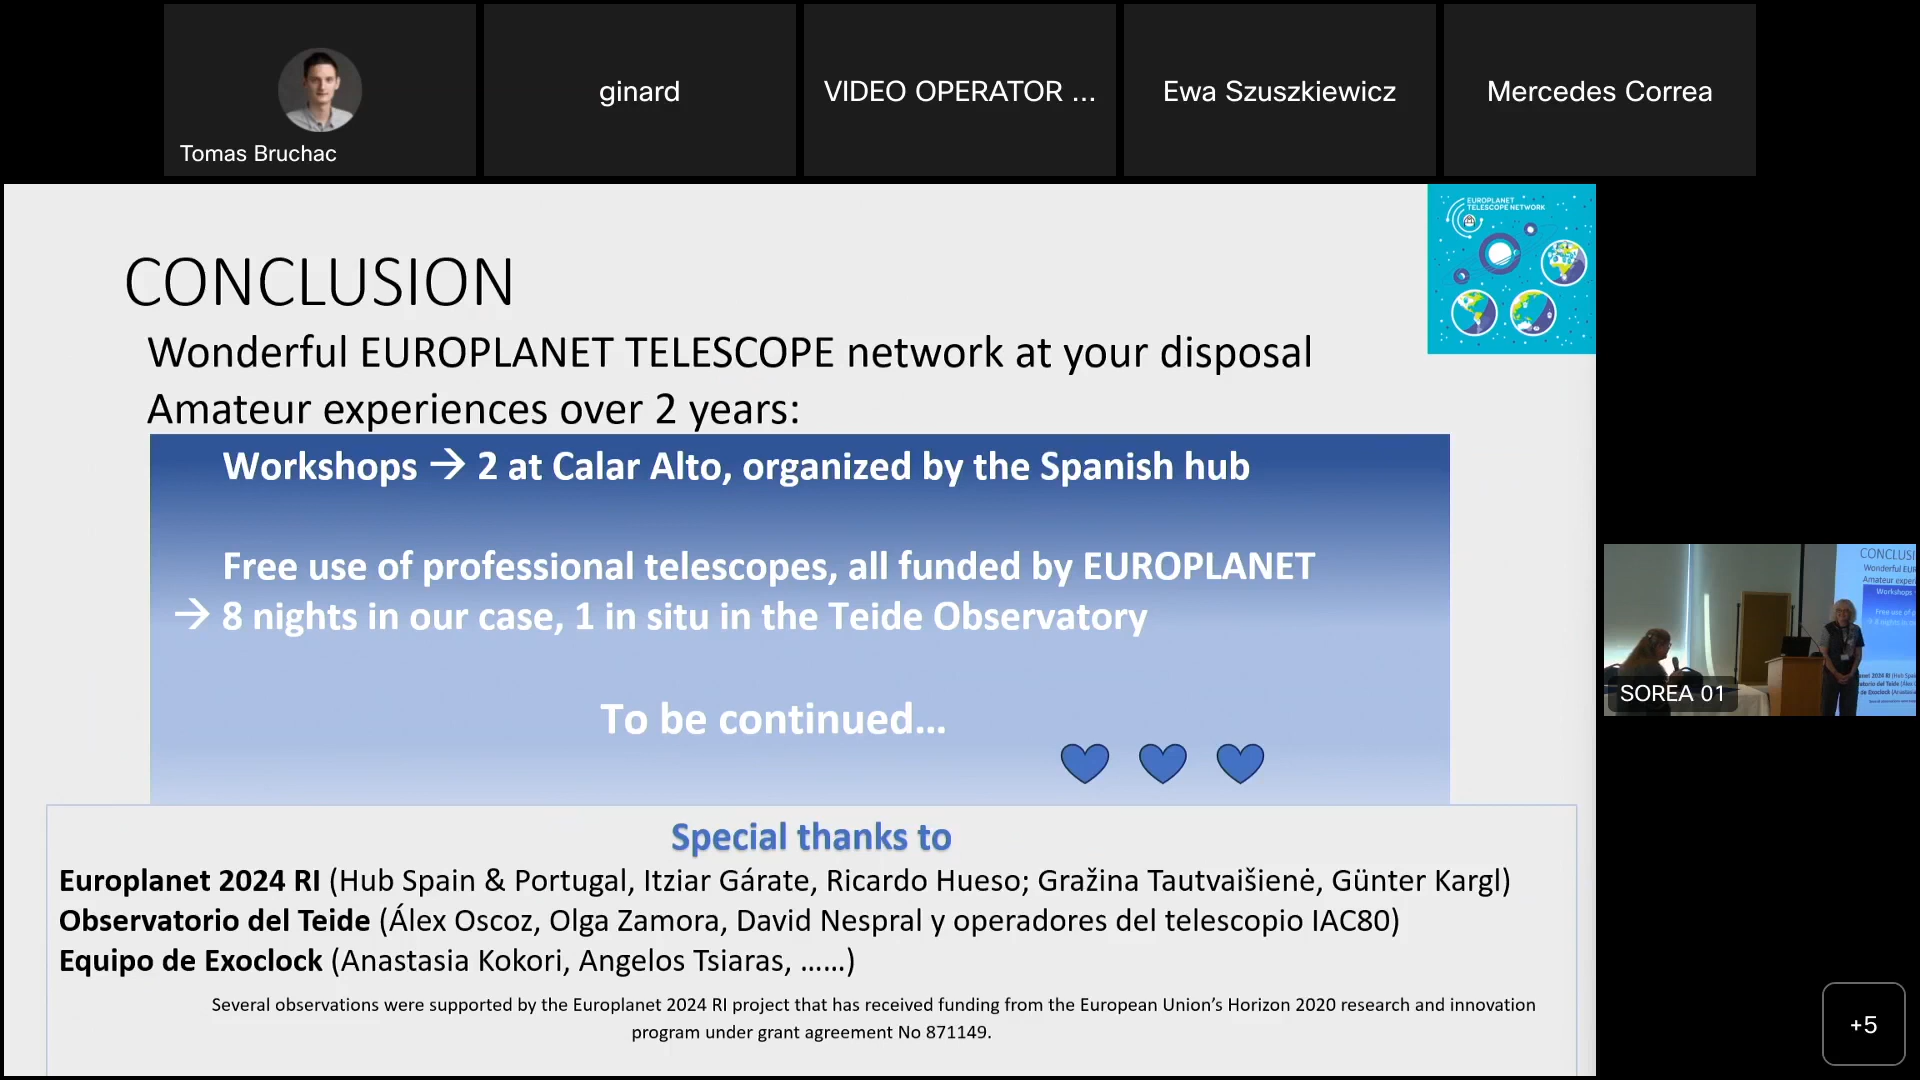 Tomas Bruchac
ginard
VIDEO OPERATOR ...
Ewa Szuszkiewicz
Mercedes Correa
EUROPLANET
TELESCOPE NETWORK
CONCLUSION
Wonderful EUROPLANET TELESCOPE network at your disposal
Amateur experiences over 2 years:
Workshops → 2 at Calar Alto, organized by the Spanish hub
Free use of professional telescopes, all funded by EUROPLANET
→ 8 nights in our case, 1 in situ in the Teide Observatory
To be continued…
Special thanks to
Europlanet 2024 RI (Hub Spain & Portugal, Itziar Gárate, Ricardo Hueso; Gražina Tautvaišienė, Günter Kargl)
Observatorio del Teide (Álex Oscoz, Olga Zamora, David Nespral y operadores del telescopio IAC80)
Equipo de Exoclock (Anastasia Kokori, Angelos Tsiaras, ……)
Several observations were supported by the Europlanet 2024 RI project that has received funding from the European Union’s Horizon 2020 research and innovation
program under grant agreement No 871149.
CONCLUSI
Wonderful EUR
Amateur experi
Workshops
SOREA 01
+5